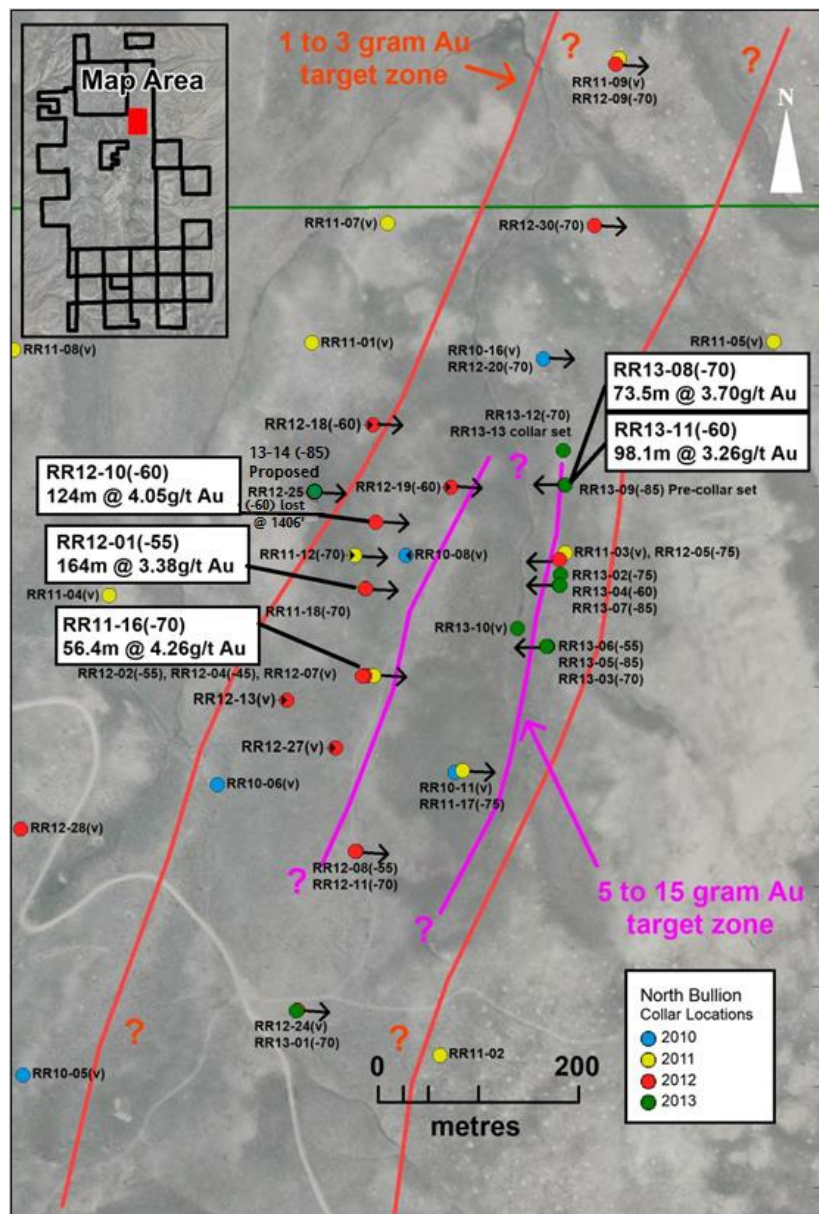 1 to 3 gram Au
target zone
?
?
Map Area
RR11-09(v)
RR12-09(-70)
N
RR11-07(v)
RR12-30(-70)
RR11-08(v)
RR11-01(v)
RR10-16(v)
RR12-20(-70)
RR11-05(v)
RR13-08(-70)
73.5m @ 3.70g/t Au
RR13-11(-60)
98.1m @ 3.26g/t Au
RR12-18(-60)
RR13-12(-70)
RR13-13 collar set
13-14 (-85)
Proposed
?
RR12-10(-60)
124m @ 4.05g/t Au
RR12-25
(-60) lost
@ 1406'
RR12-19(-60)
RR13-09(-85) Pre-collar set
RR12-01(-55)
164m @ 3.38g/t Au
RR11-12(-70)
RR10-08(v)
RR11-03(v), RR12-05(-75)
RR13-02(-75)
RR13-04(-60)
RR13-07(-85)
RR11-04(v)
RR11-18(-70)
RR11-16(-70)
56.4m @ 4.26g/t Au
RR13-10(v)
RR13-06(-55)
RR13-05(-85)
RR13-03(-70)
RR12-02(-55), RR12-04(-45), RR12-07(v)
RR12-13(v)
RR12-27(v)
RR10-06(v)
RR10-11(v)
RR11-17(-75)
RR12-28(v)
RR12-08(-55)
RR12-11(-70)
?
?
5 to 15 gram Au
target zone
North Bullion
Collar Locations
2010
2011
2012
2013
RR12-24(v)
RR13-01(-70)
?
?
RR11-02
RR10-05(v)
0
200
metres